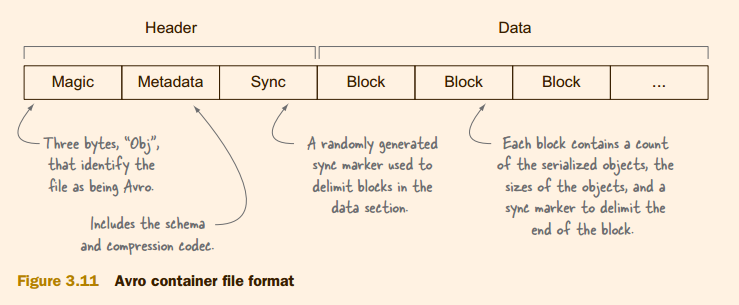 Header
Data
Magic
Metadata
Sync
Block
Block
Block
...
Three bytes, "Obj",
that identify the
file as being Avro.
Includes the schema
and compression codec.
A randomly generated
sync marker used to
delimit blocks in the
data section.
Each block contains a count
of the serialized objects, the
sizes of the objects, and a
sync marker to delimit the
end of the block.
Figure 3.11 Avro container file format